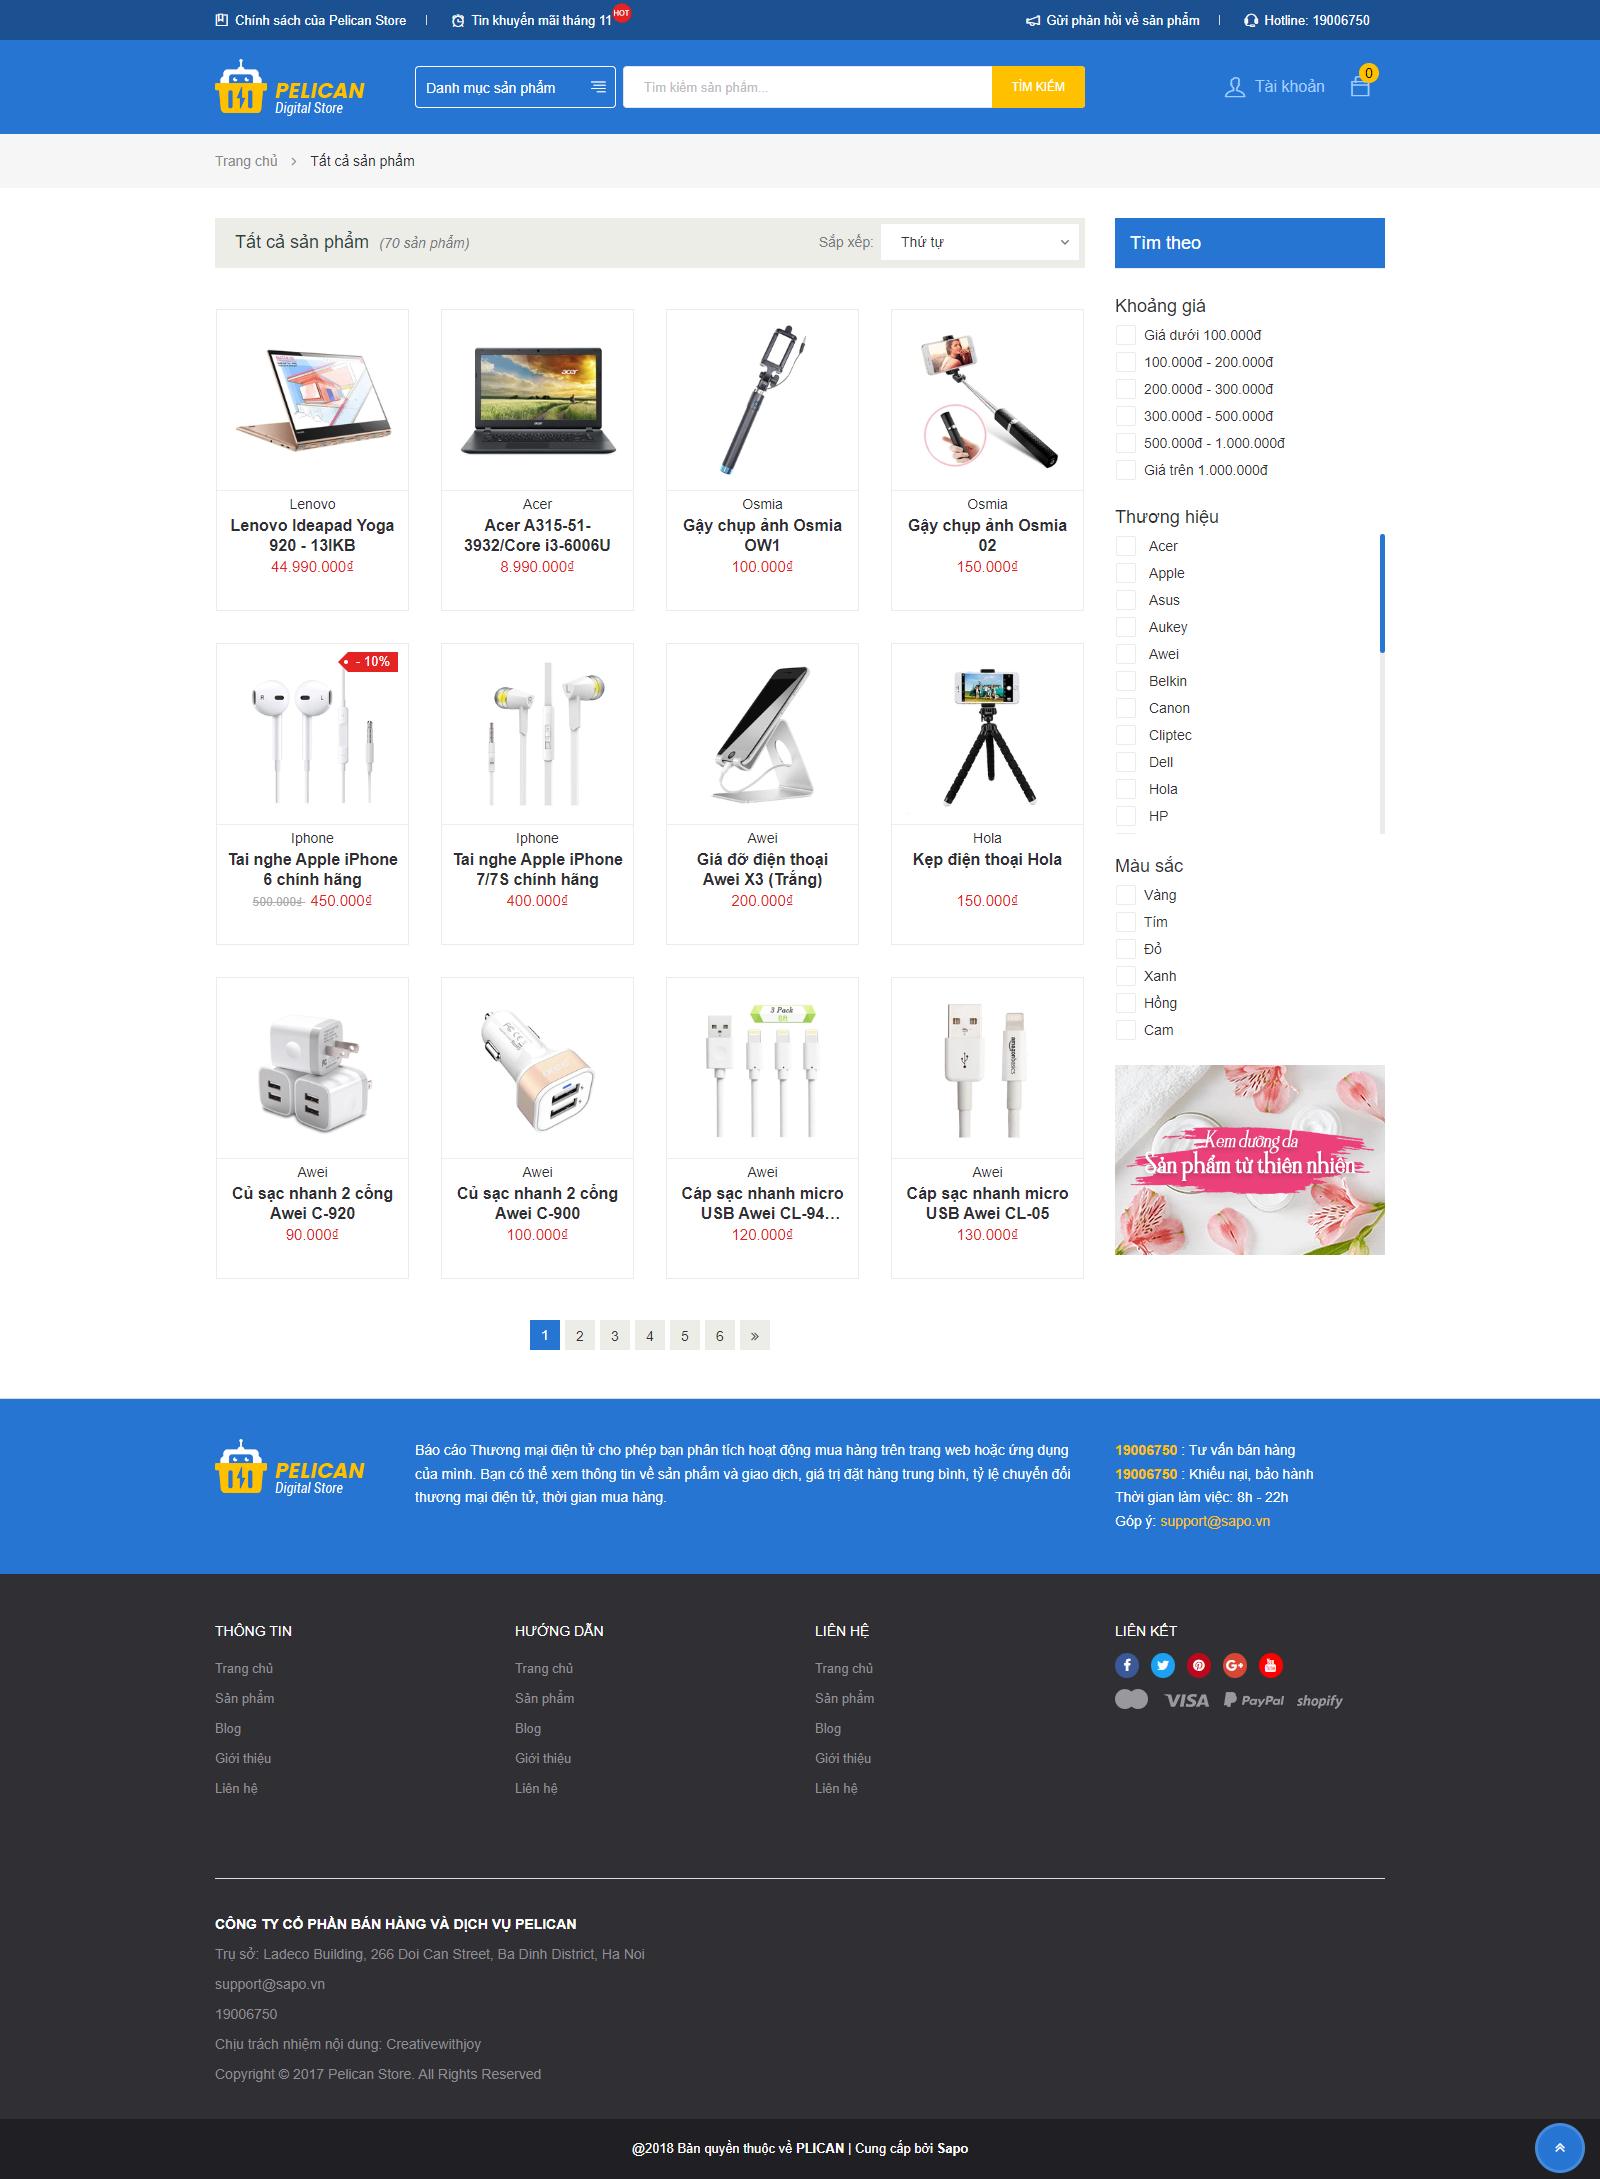 Chính sách của Pelican Store
Tin khuyến mãi tháng 11
HOT
Gửi phản hồi về sản phẩm
Hotline: 19006750
PELICAN
Digital Store
Danh mục sản phẩm
Tìm kiếm sản phẩm...
TÌM KIẾM
Tài khoản
0
Trang chủ
Tất cả sản phẩm
Tất cả sản phẩm (70 sản phẩm)
Sắp xếp:
Thứ tự
Lenovo
Lenovo Ideapad Yoga
920 - 13IKB
44.990.000₫
acer
Acer
Acer A315-51-
3932/Core i3-6006U
8.990.000₫
Osmia
Gậy chụp ảnh Osmia
OW1
100.000₫
Osmia
Gậy chụp ảnh Osmia
02
150.000₫
- 10%
R
L
Iphone
Tai nghe Apple iPhone
6 chính hãng
500.000₫ 450.000₫
Iphone
Tai nghe Apple iPhone
7/7S chính hãng
400.000₫
Awei
Giá đỡ điện thoại
Awei X3 (Trắng)
200.000₫
Hola
Kẹp điện thoại Hola
150.000₫
Awei
Củ sạc nhanh 2 cổng
Awei C-920
90.000₫
Awei
Củ sạc nhanh 2 cổng
Awei C-900
100.000₫
3 Pack
6ft
Awei
Cáp sạc nhanh micro
USB Awei CL-94...
120.000₫
amazonbasics
Awei
Cáp sạc nhanh micro
USB Awei CL-05
130.000₫
1
2
3
4
5
6
»
Tìm theo
Khoảng giá
Giá dưới 100.000đ
100.000đ - 200.000đ
200.000đ - 300.000đ
300.000đ - 500.000đ
500.000đ - 1.000.000đ
Giá trên 1.000.000đ
Thương hiệu
Acer
Apple
Asus
Aukey
Awei
Belkin
Canon
Cliptec
Dell
Hola
HP
Màu sắc
Vàng
Tím
Đỏ
Xanh
Hồng
Cam
Kem dưỡng da
Sản phẩm từ thiên nhiên
PELICAN
Digital Store
Báo cáo Thương mại điện tử cho phép bạn phân tích hoạt động mua hàng trên trang web hoặc ứng dụng
của mình. Bạn có thể xem thông tin về sản phẩm và giao dịch, giá trị đặt hàng trung bình, tỷ lệ chuyển đổi
thương mại điện tử, thời gian mua hàng.
19006750 : Tư vấn bán hàng
19006750 : Khiếu nại, bảo hành
Thời gian làm việc: 8h - 22h
Góp ý: support@sapo.vn
THÔNG TIN
Trang chủ
Sản phẩm
Blog
Giới thiệu
Liên hệ
HƯỚNG DẪN
Trang chủ
Sản phẩm
Blog
Giới thiệu
Liên hệ
LIÊN HỆ
Trang chủ
Sản phẩm
Blog
Giới thiệu
Liên hệ
LIÊN KẾT
VISA
PayPal
shopify
CÔNG TY CỔ PHẦN BÁN HÀNG VÀ DỊCH VỤ PELICAN
Trụ sở: Ladeco Building, 266 Doi Can Street, Ba Dinh District, Ha Noi
support@sapo.vn
19006750
Chịu trách nhiệm nội dung: Creativewithjoy
Copyright © 2017 Pelican Store. All Rights Reserved
@2018 Bản quyền thuộc về PLICAN | Cung cấp bởi Sapo